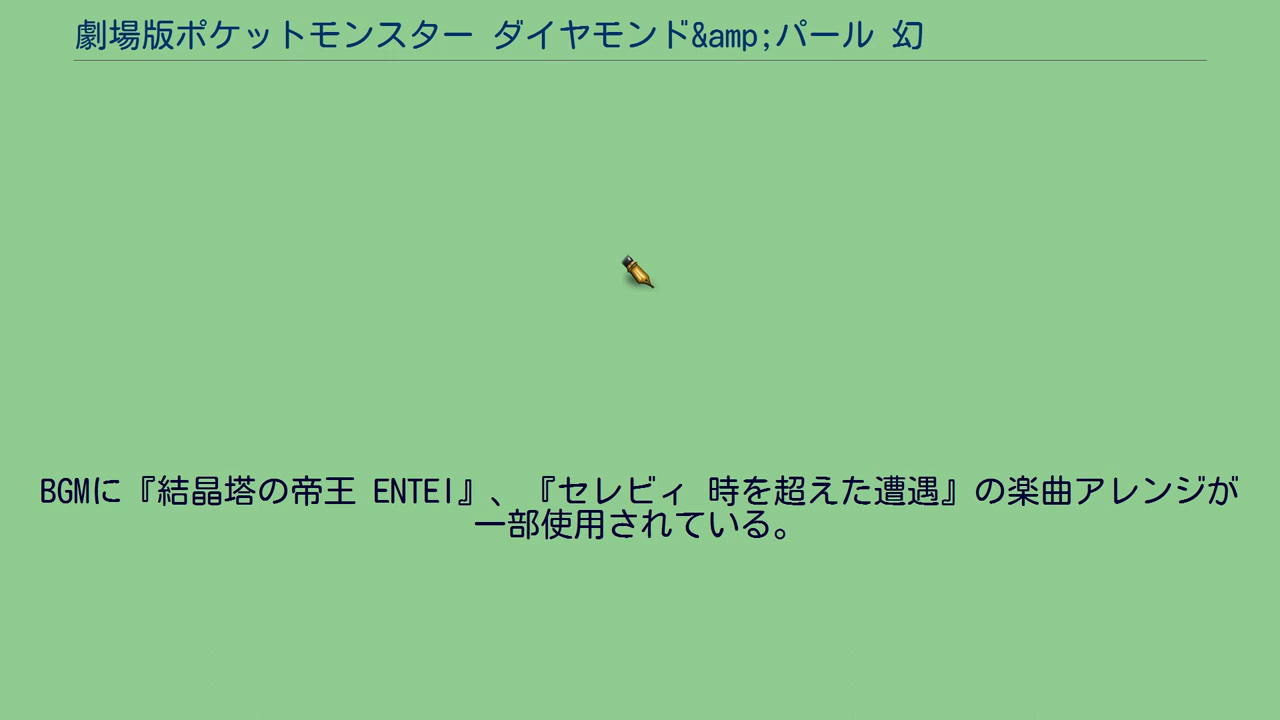 劇場版ポケットモンスター ダイヤモンド&amp;パール 幻
BGMに『結晶塔の帝王 ENTEI』、『セレビィ 時を超えた遭遇』の楽曲アレンジが
一部使用されている。